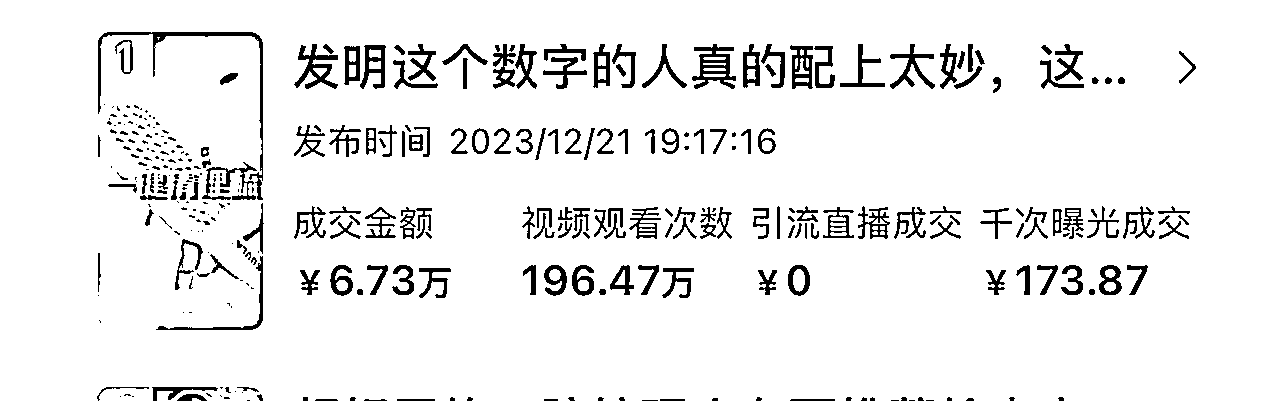 1
发明这个数字的人真的配上太妙，这...
发布时间 2023/12/21 19:17:16
成交金额 视频观看次数 引流直播成交 千次曝光成交
¥6.73万 196.47万 ¥0 ¥173.87